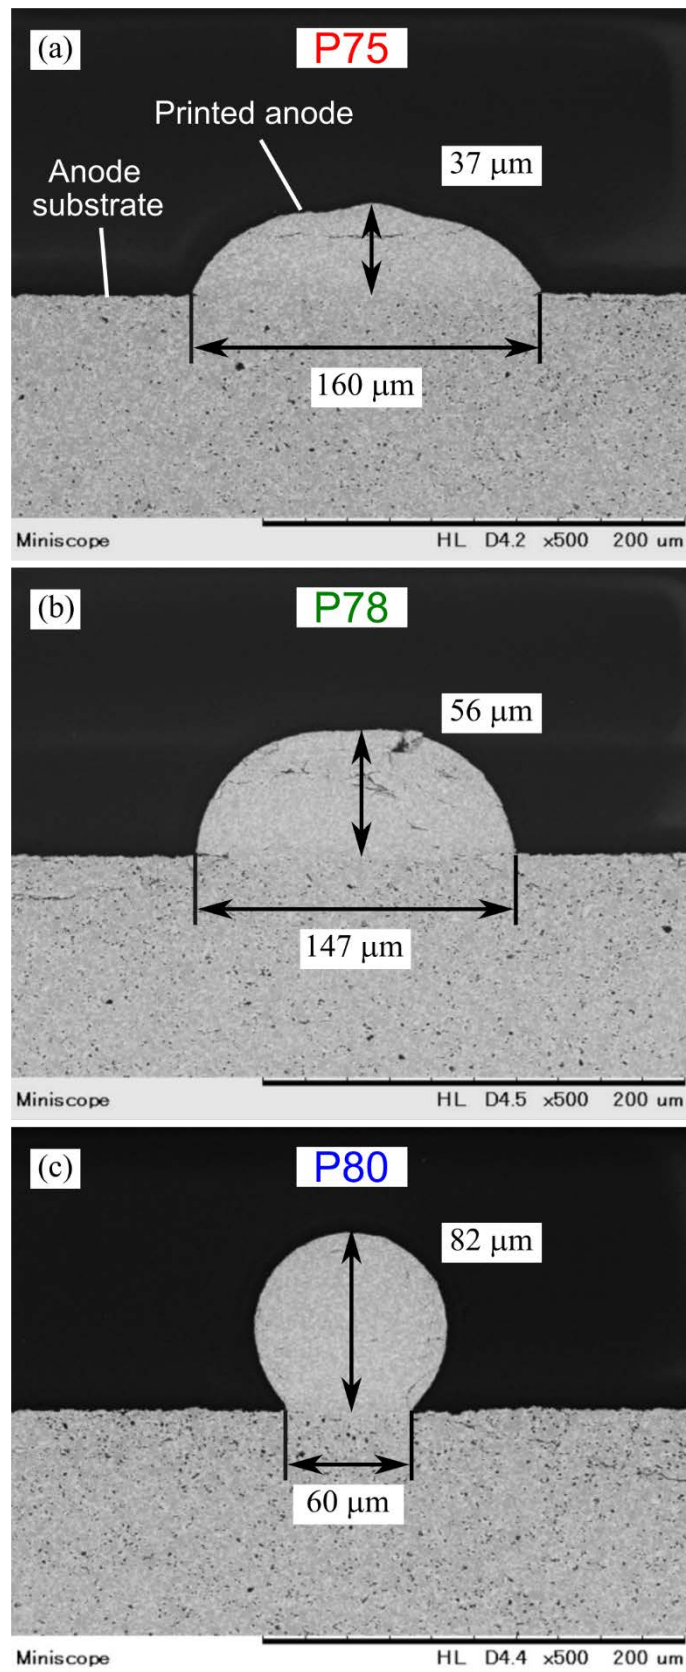 (a)
P75
Printed anode
37 μm
Anode
substrate
160 μm
Miniscope HL D4.2 x500 200 um
(b)
P78
56 μm
147 μm
Miniscope HL D4.5 x500 200 um
(c)
P80
82 μm
60 μm
Miniscope HL D4.4 x500 200 um